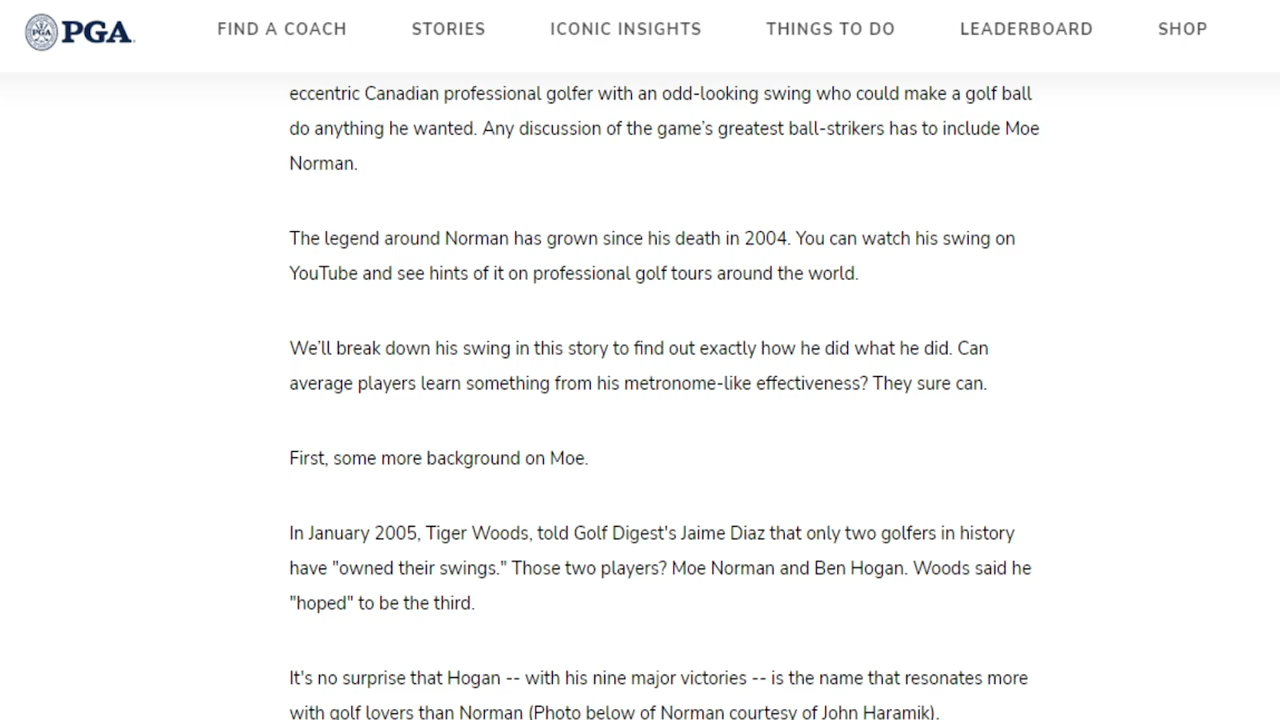 PGA FIND A COACH STORIES ICONIC INSIGHTS THINGS TO DO LEADERBOARD SHOP
eccentric Canadian professional golfer with an odd-looking swing who could make a golf ball
do anything he wanted. Any discussion of the game’s greatest ball-strikers has to include Moe
Norman.
The legend around Norman has grown since his death in 2004. You can watch his swing on
YouTube and see hints of it on professional golf tours around the world.
We’ll break down his swing in this story to find out exactly how he did what he did. Can
average players learn something from his metronome-like effectiveness? They sure can.
First, some more background on Moe.
In January 2005, Tiger Woods, told Golf Digest's Jaime Diaz that only two golfers in history
have "owned their swings." Those two players? Moe Norman and Ben Hogan. Woods said he
"hoped" to be the third.
It's no surprise that Hogan -- with his nine major victories -- is the name that resonates more
with golf lovers than Norman (Photo below of Norman courtesy of John Haramik).